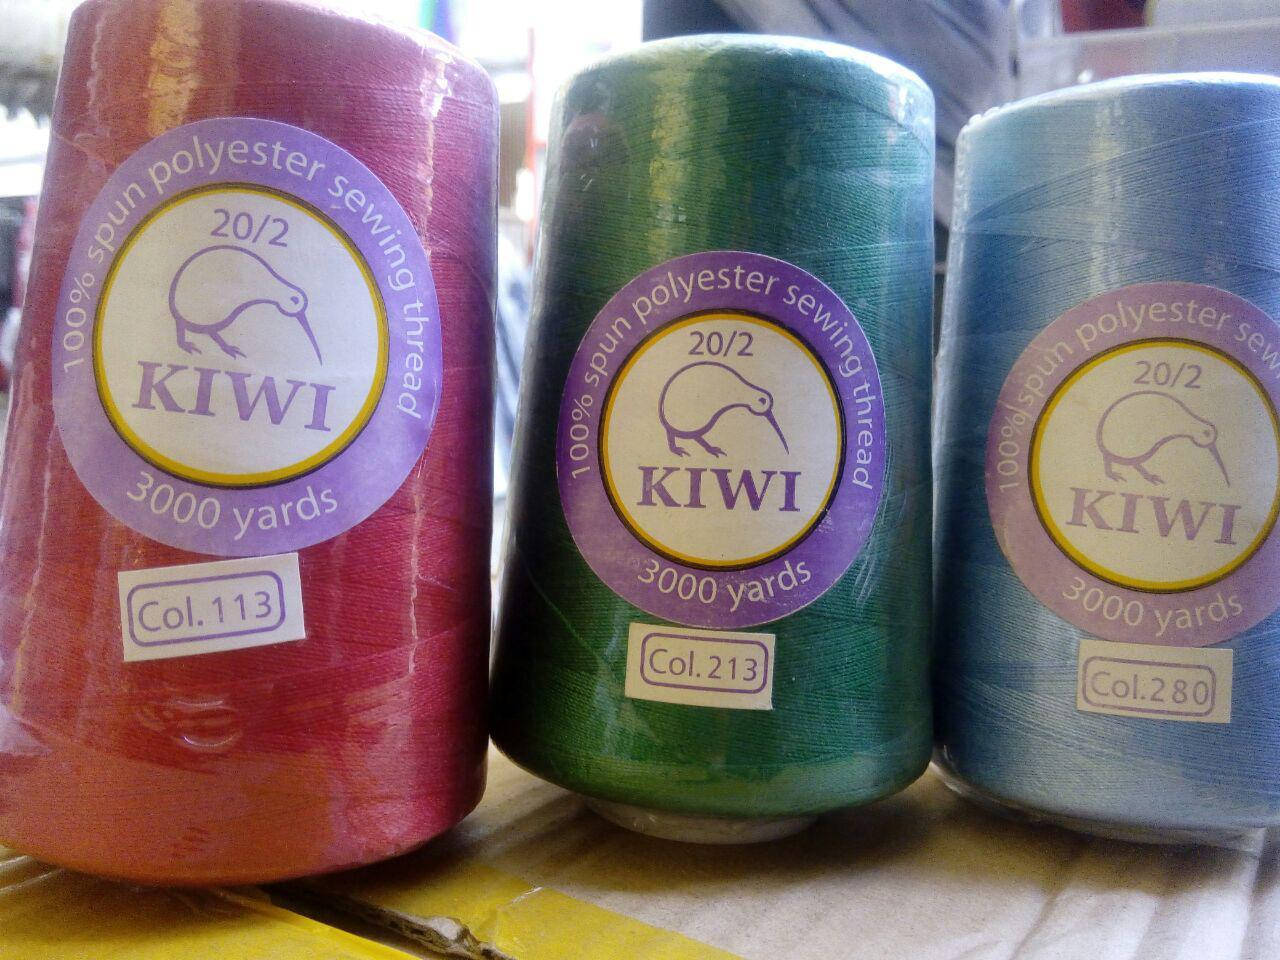 100% spun polyester sewing thread
20/2
KIWI
3000 yards
Col.113
100% spun polyester sewing thread
20/2
KIWI
3000 yards
Col.213
100% spun polyester sew
20/2
KIWI
3000 yards
Col.280